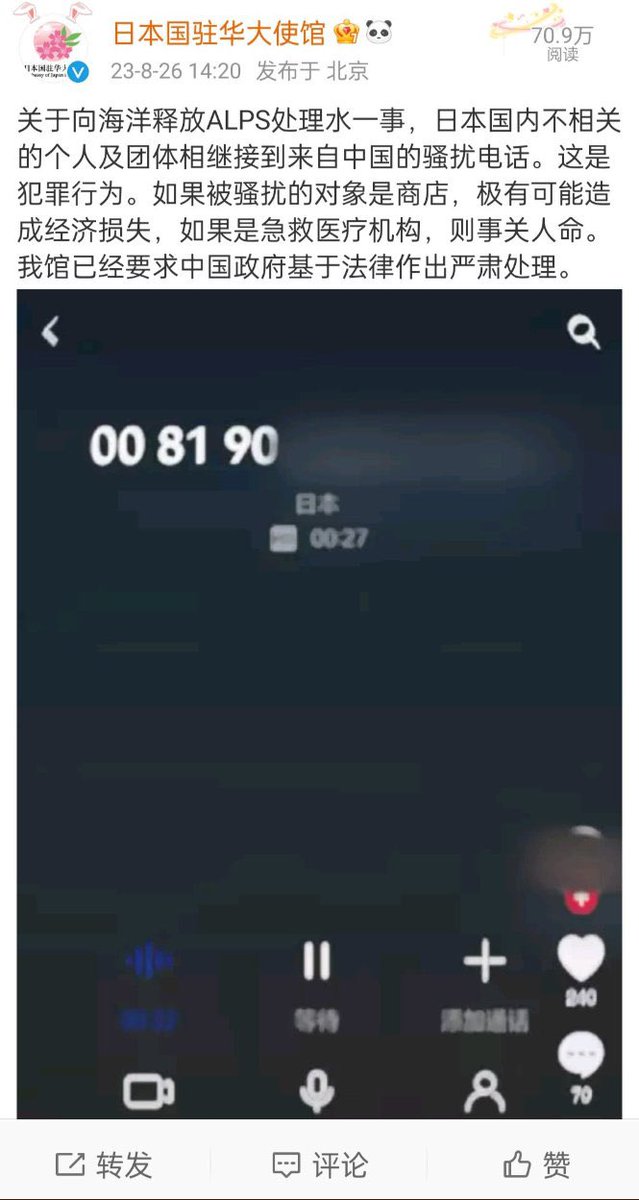 日本国驻华大使馆
70.9万
阅读
23-8-26 14:20 发布于 北京
关于向海洋释放ALPS处理水一事，日本国内不相关
的个人及团体相继接到来自中国的骚扰电话。这是
犯罪行为。如果被骚扰的对象是商店，极有可能造
成经济损失，如果是急救医疗机构，则事关人命。
我馆已经要求中国政府基于法律作出严肃处理。
00 81 90
日本
00:27
等待
添加通话
240
70
转发
评论
赞